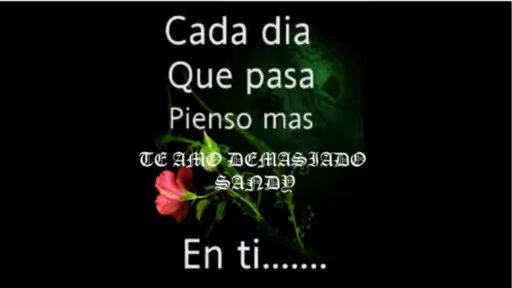 Cada dia
Que pasa
Pienso mas
TE AMO DEMASIADO
SANDY
En ti.......